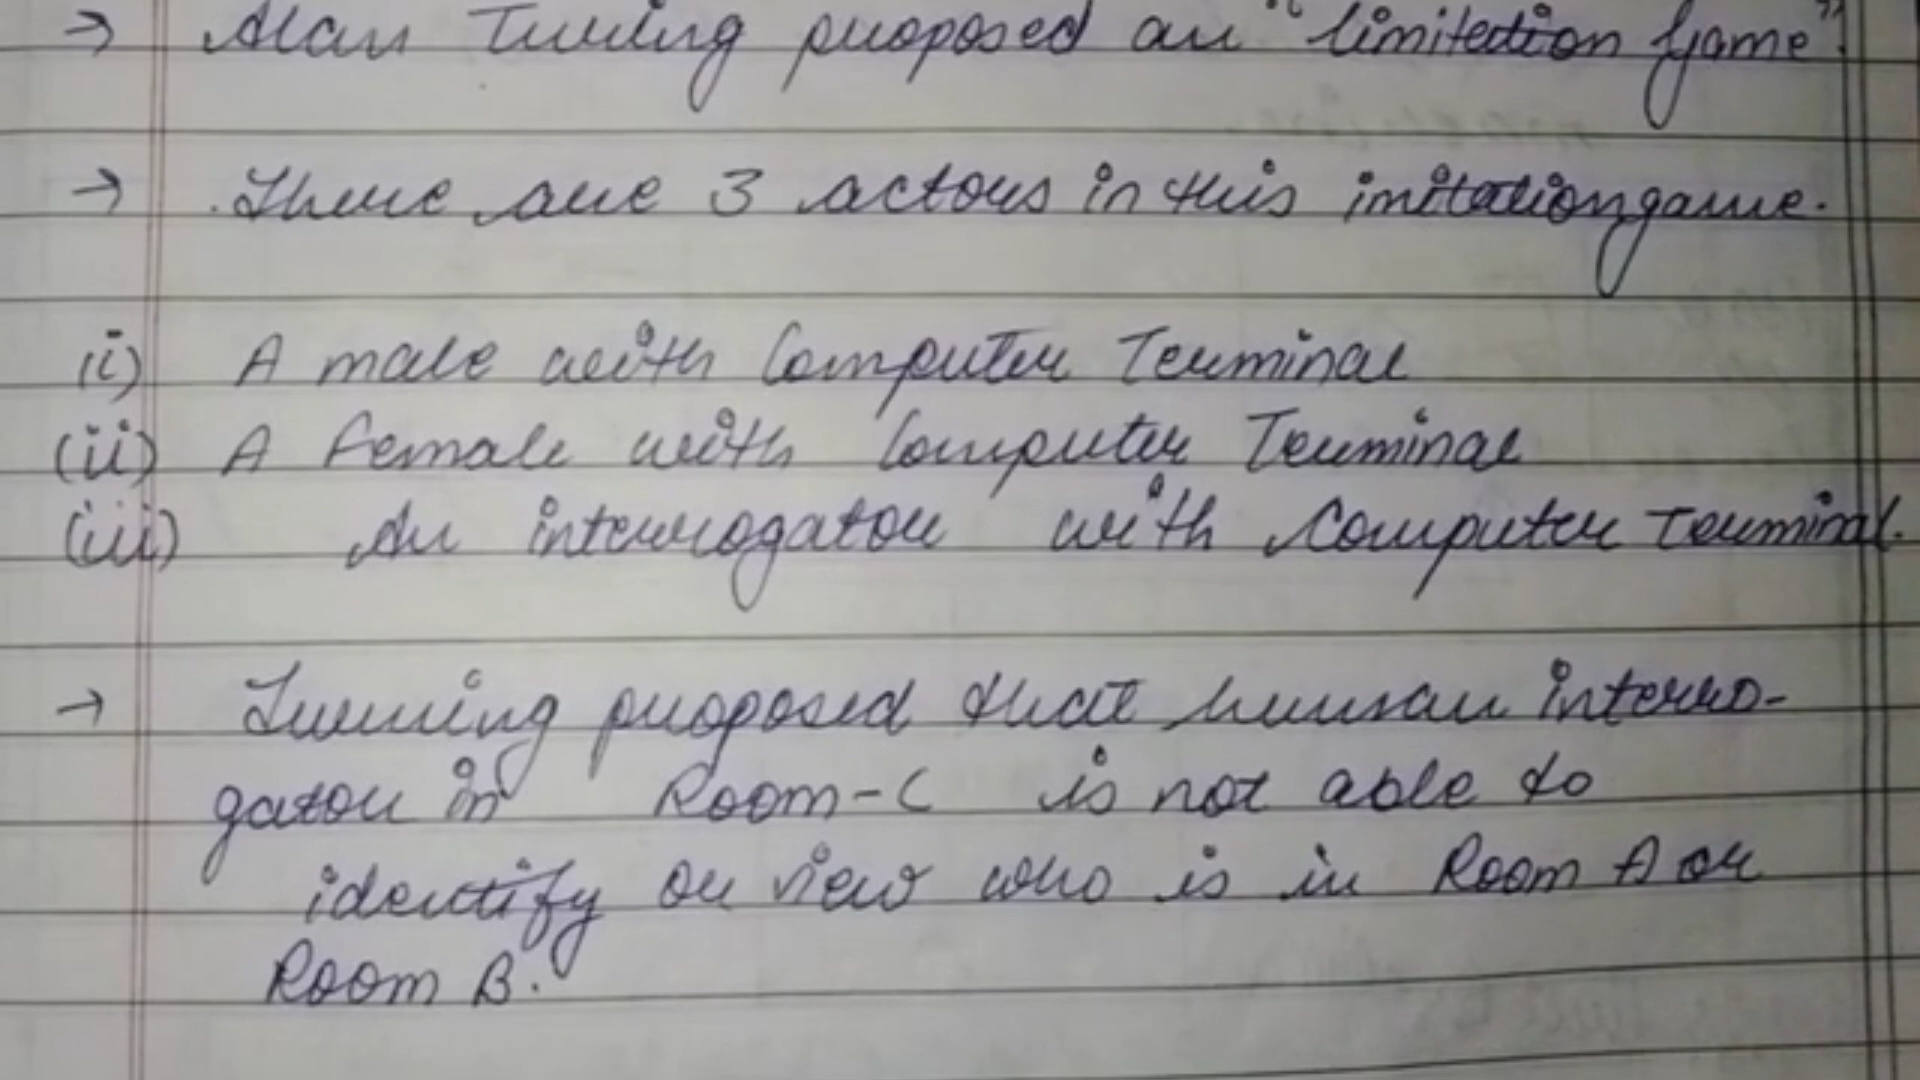 → Alan Turing proposed an "Imitation Game".
→ There are 3 actors in this imitation game.
(i) A male with Computer Terminal
(ii) A Female with Computer Terminal
(iii) An interrogator with Computer Terminal.
→ Turing proposed that human interro-
gator in Room-C is not able to
identify or view who is in Room A or
Room B.